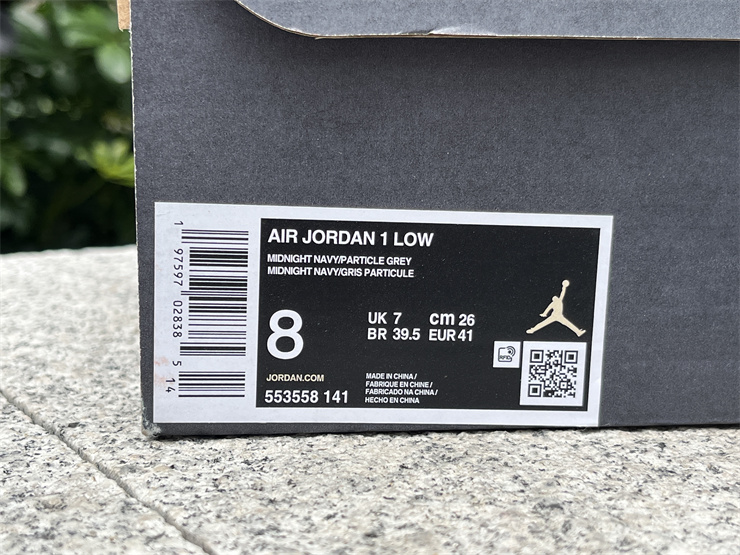 AIR JORDAN 1 LOW
MIDNIGHT NAVY/PARTICLE GREY
MIDNIGHT NAVY/GRIS PARTICULE
8
UK 7 cm 26
BR 39.5 EUR 41
RFID
JORDAN.COM
553558 141
MADE IN CHINA/
FABRIQUE EN CHINE/
FABRICADO NA CHINA/
HECHO EN CHINA
1 97597 02838 5 14